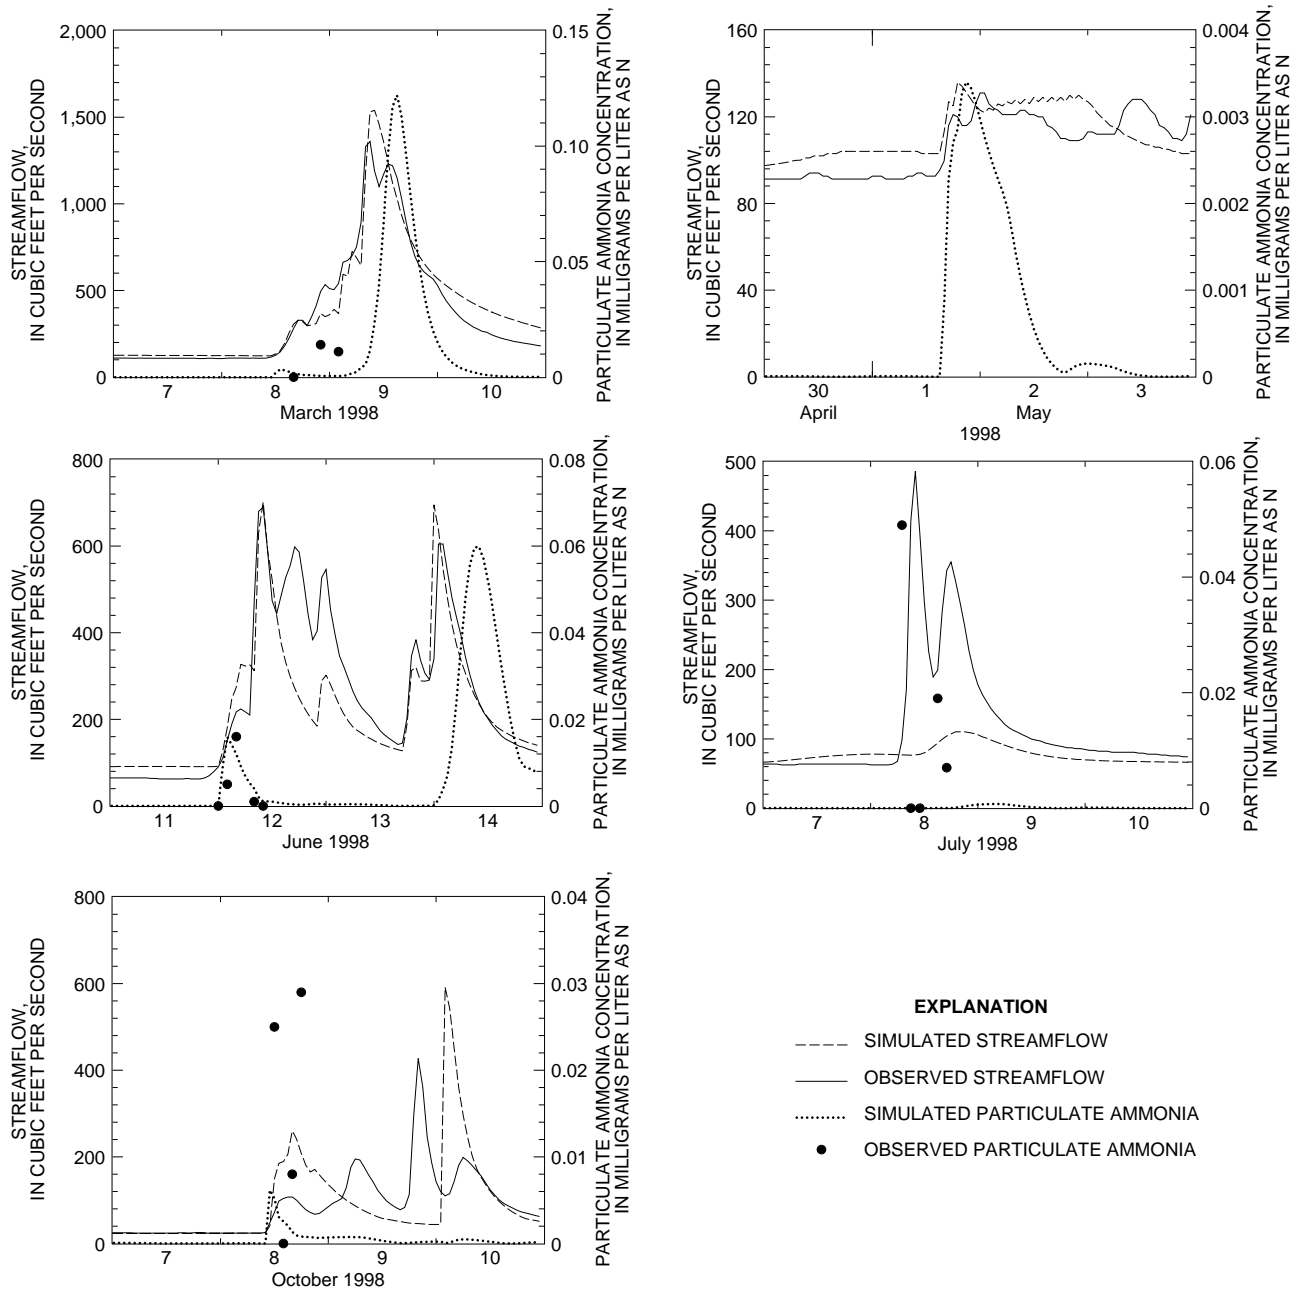 STREAMFLOW,
IN CUBIC FEET PER SECOND
2,000
1,500
1,000
500
0
7
8
9
10
March 1998
0.15
0.10
0.05
0
PARTICULATE AMMONIA CONCENTRATION,
IN MILLIGRAMS PER LITER AS N
STREAMFLOW,
IN CUBIC FEET PER SECOND
160
120
80
40
0
30
1
2
3
April
May
1998
0.004
0.003
0.002
0.001
0
PARTICULATE AMMONIA CONCENTRATION,
IN MILLIGRAMS PER LITER AS N
STREAMFLOW,
IN CUBIC FEET PER SECOND
800
600
400
200
0
11
12
13
14
June 1998
0.08
0.06
0.04
0.02
0
PARTICULATE AMMONIA CONCENTRATION,
IN MILLIGRAMS PER LITER AS N
STREAMFLOW,
IN CUBIC FEET PER SECOND
500
400
300
200
100
0
7
8
9
10
July 1998
0.06
0.04
0.02
0
PARTICULATE AMMONIA CONCENTRATION,
IN MILLIGRAMS PER LITER AS N
STREAMFLOW,
IN CUBIC FEET PER SECOND
800
600
400
200
0
7
8
9
10
October 1998
0.04
0.03
0.02
0.01
0
PARTICULATE AMMONIA CONCENTRATION,
IN MILLIGRAMS PER LITER AS N
EXPLANATION
SIMULATED STREAMFLOW
OBSERVED STREAMFLOW
SIMULATED PARTICULATE AMMONIA
OBSERVED PARTICULATE AMMONIA